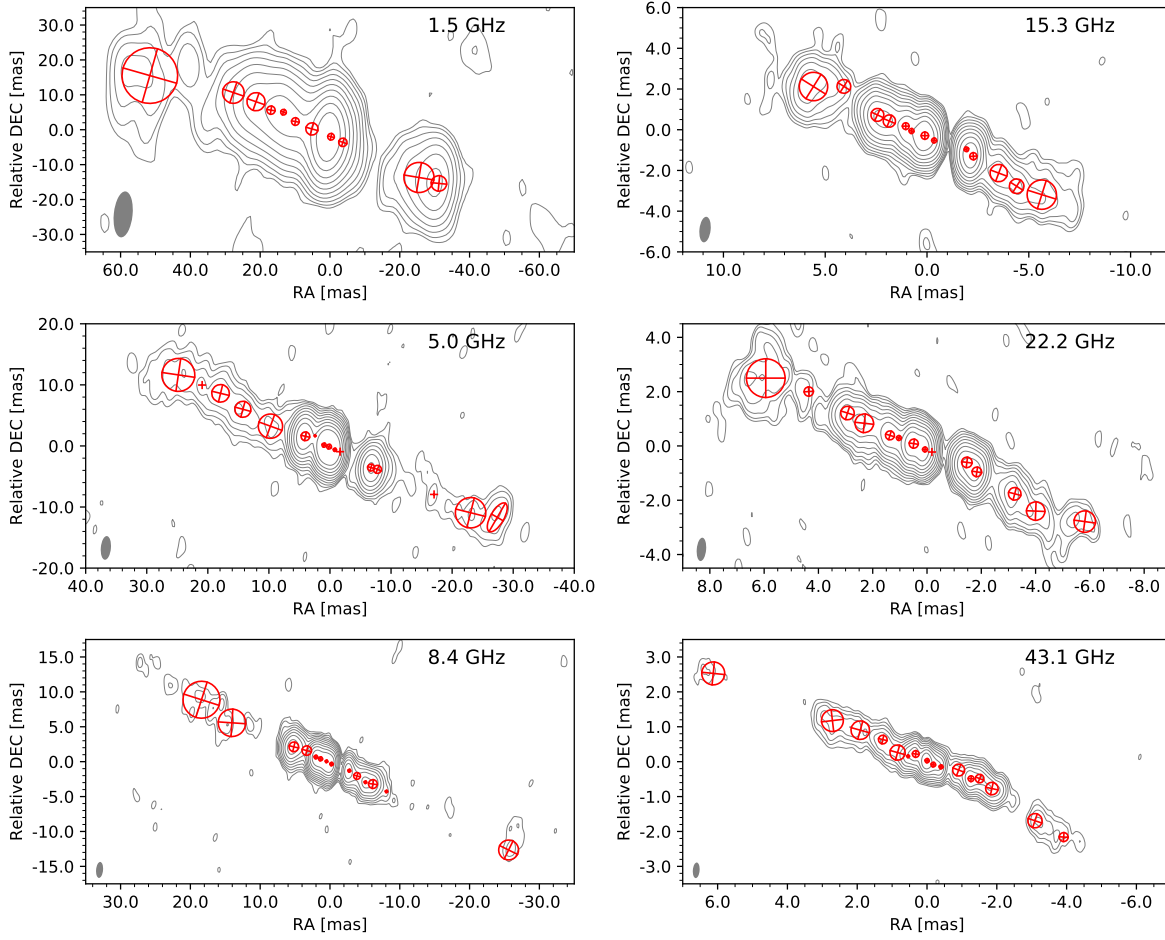 1.5 GHz
Relative DEC [mas]
30.0
20.0
10.0
0.0
-10.0
-20.0
-30.0
60.0 40.0 20.0 0.0 -20.0 -40.0 -60.0
RA [mas]
15.3 GHz
Relative DEC [mas]
6.0
4.0
2.0
0.0
-2.0
-4.0
-6.0
10.0 5.0 0.0 -5.0 -10.0
RA [mas]
5.0 GHz
Relative DEC [mas]
20.0
10.0
0.0
-10.0
-20.0
40.0 30.0 20.0 10.0 0.0 -10.0 -20.0 -30.0 -40.0
RA [mas]
22.2 GHz
Relative DEC [mas]
4.0
2.0
0.0
-2.0
-4.0
8.0 6.0 4.0 2.0 0.0 -2.0 -4.0 -6.0 -8.0
RA [mas]
8.4 GHz
Relative DEC [mas]
15.0
10.0
5.0
0.0
-5.0
-10.0
-15.0
30.0 20.0 10.0 0.0 -10.0 -20.0 -30.0
RA [mas]
43.1 GHz
Relative DEC [mas]
3.0
2.0
1.0
0.0
-1.0
-2.0
-3.0
6.0 4.0 2.0 0.0 -2.0 -4.0 -6.0
RA [mas]